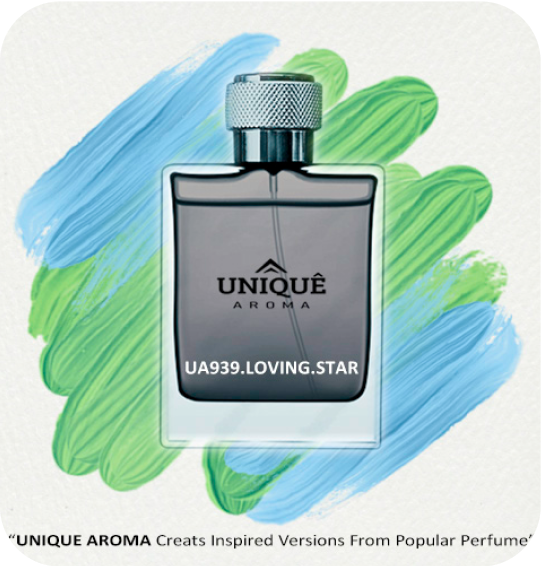 UNIQUÊ
AROMA
UA939.LOVING.STAR
“UNIQUE AROMA Creats Inspired Versions From Popular Perfume’